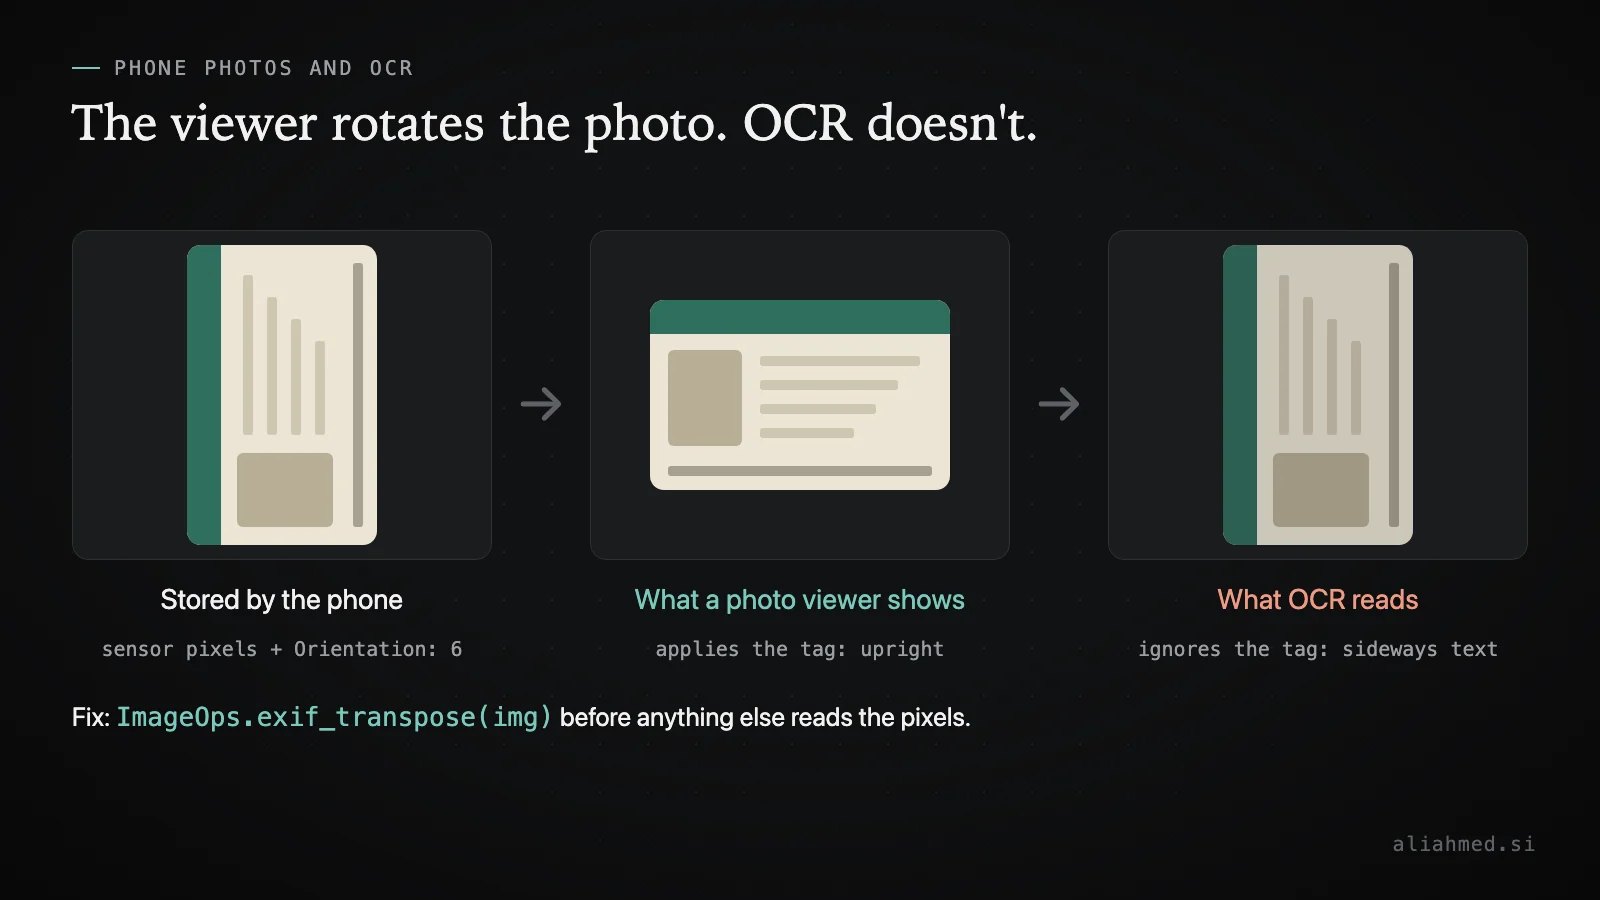 PHONE PHOTOS AND OCR
The viewer rotates the photo. OCR doesn't.
Stored by the phone
sensor pixels + Orientation: 6
What a photo viewer shows
applies the tag: upright
What OCR reads
ignores the tag: sideways text
Fix: ImageOps.exif_transpose(img) before anything else reads the pixels.
aliahmed.si